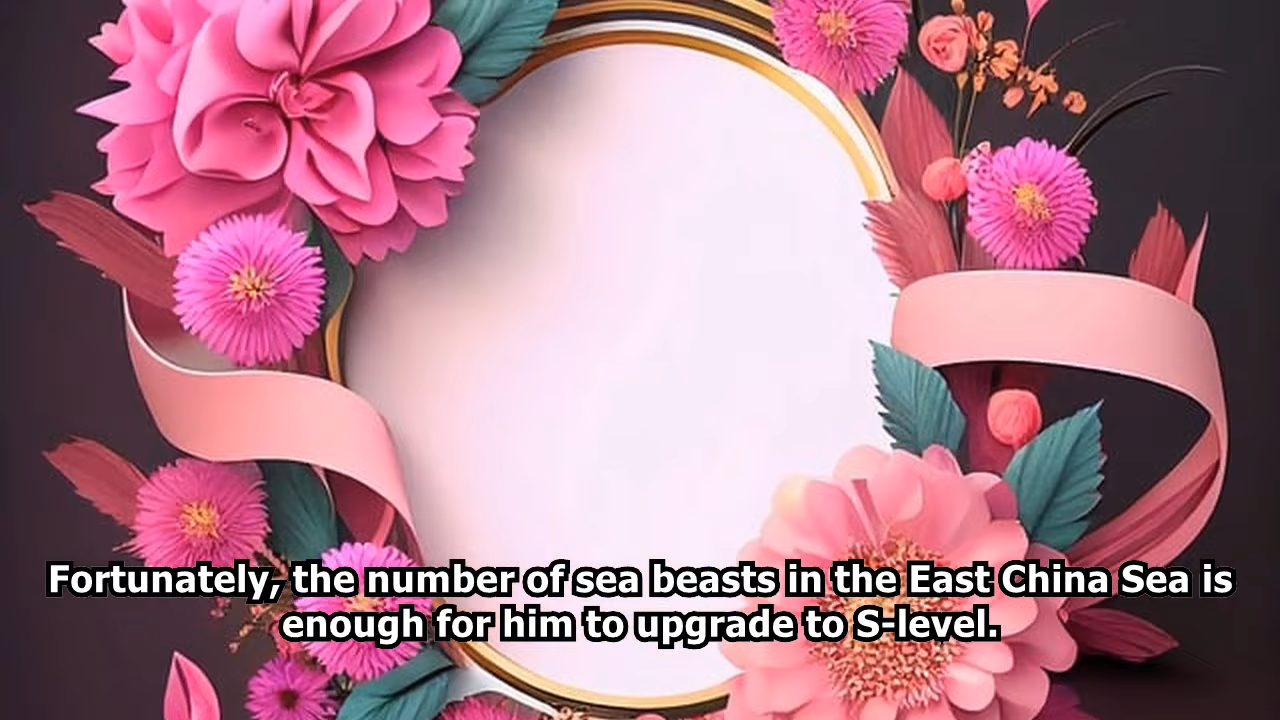 Fortunately, the number of sea beasts in the East China Sea is
enough for him to upgrade to S-level.